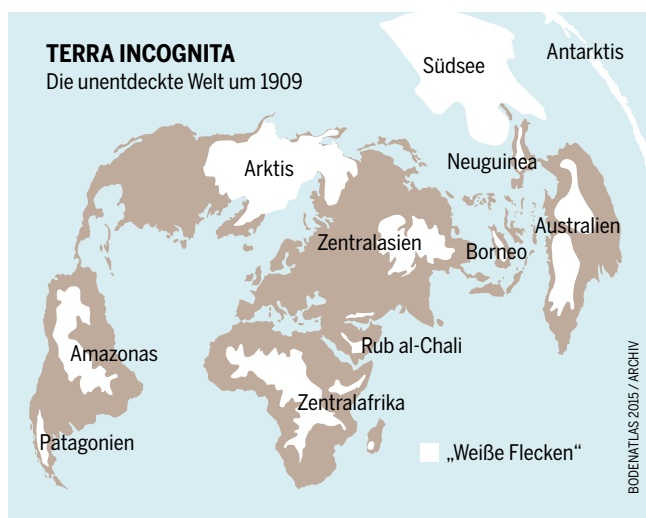 TERRA INCOGNITA
Die unentdeckte Welt um 1909
Südsee
Antarktis
Arktis
Neuguinea
Zentralasien
Borneo
Australien
Amazonas
Rub al-Chali
Zentralafrika
Patagonien
„Weiße Flecken“
BODENATLAS 2015 / ARCHIV